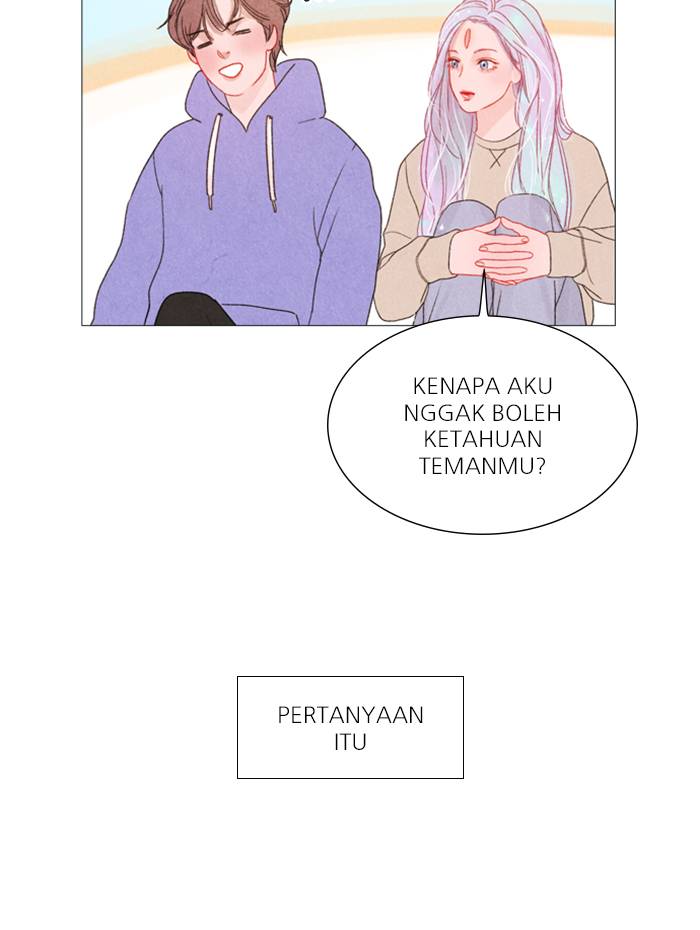 KENAPA AKU
NGGAK BOLEH
KETAHUAN
TEMANMU?
PERTANYAAN
ITU